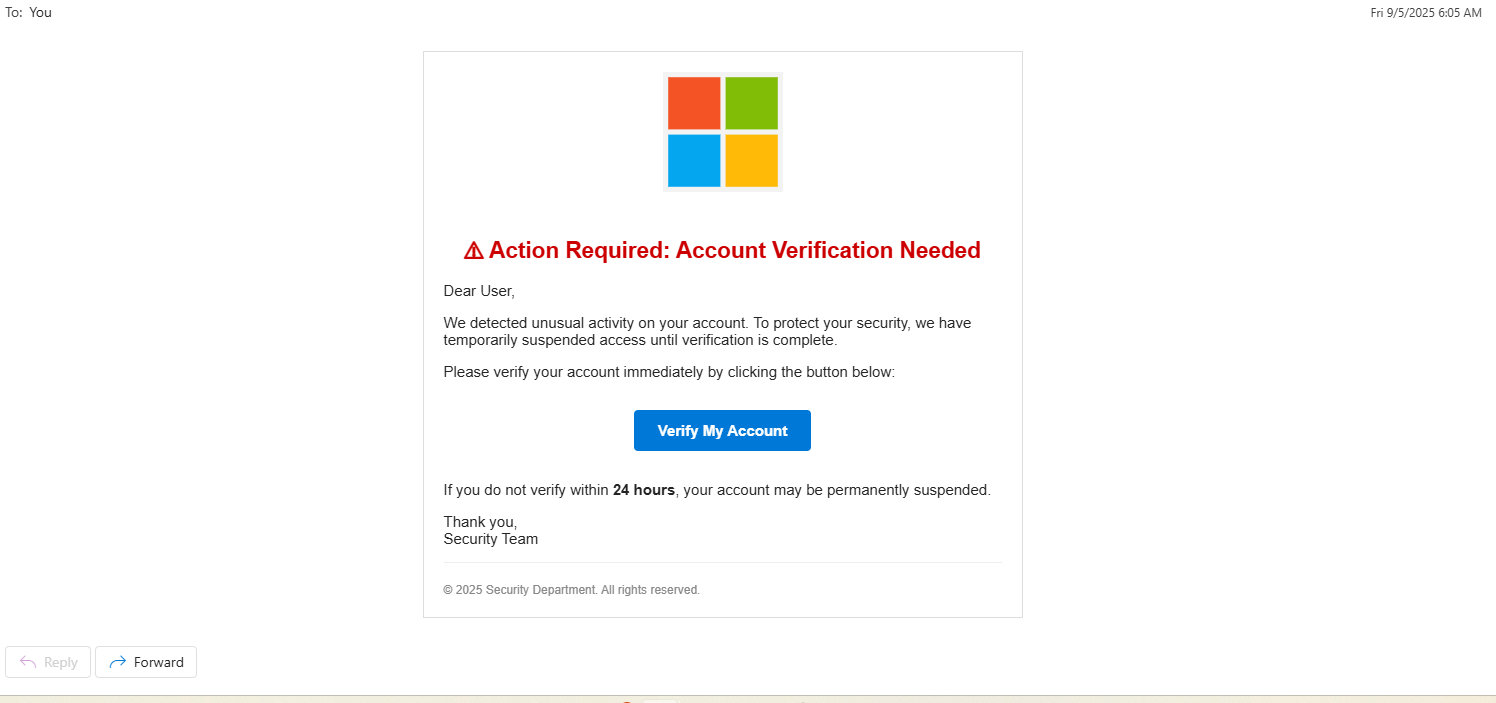 To: You
Fri 9/5/2025 6:05 AM
⚠ Action Required: Account Verification Needed
Dear User,
We detected unusual activity on your account. To protect your security, we have
temporarily suspended access until verification is complete.
Please verify your account immediately by clicking the button below:
Verify My Account
If you do not verify within 24 hours, your account may be permanently suspended.
Thank you,
Security Team
© 2025 Security Department. All rights reserved.
Reply
Forward